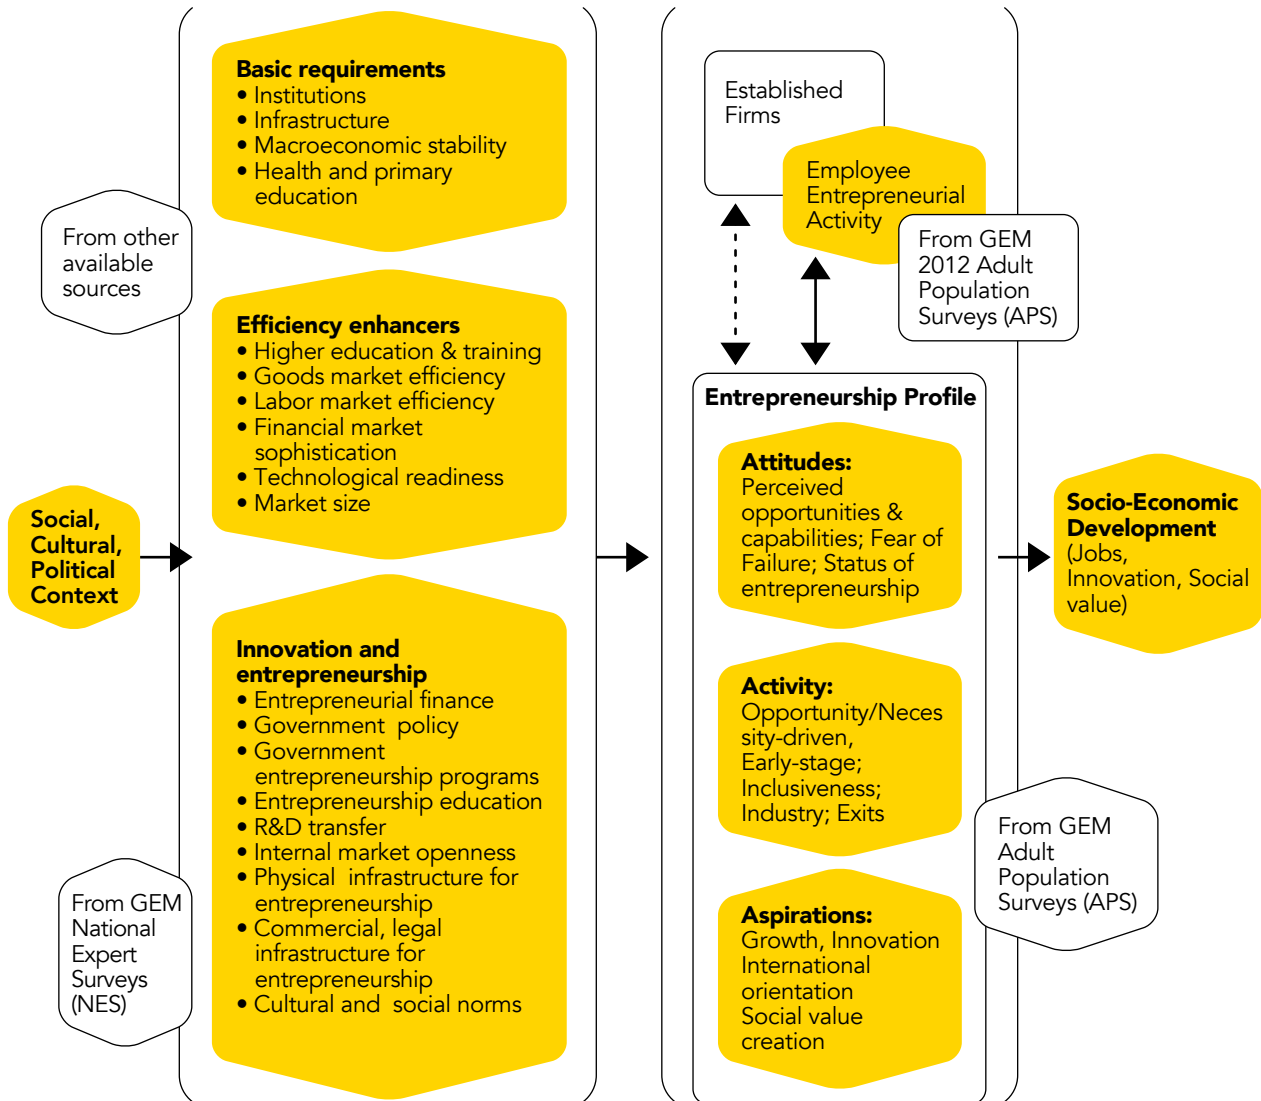 Social,
Cultural,
Political
Context
From other
available
sources
From GEM
National
Expert
Surveys
(NES)
Basic requirements
• Institutions
• Infrastructure
• Macroeconomic stability
• Health and primary
education
Efficiency enhancers
• Higher education & training
• Goods market efficiency
• Labor market efficiency
• Financial market
sophistication
• Technological readiness
• Market size
Innovation and
entrepreneurship
• Entrepreneurial finance
• Government policy
• Government
entrepreneurship programs
• Entrepreneurship education
• R&D transfer
• Internal market openness
• Physical infrastructure for
entrepreneurship
• Commercial, legal
infrastructure for
entrepreneurship
• Cultural and social norms
Established
Firms
Employee
Entrepreneurial
Activity
From GEM
2012 Adult
Population
Surveys (APS)
Entrepreneurship Profile
Attitudes:
Perceived
opportunities &
capabilities; Fear of
Failure; Status of
entrepreneurship
Activity:
Opportunity/Neces
sity-driven,
Early-stage;
Inclusiveness;
Industry; Exits
Aspirations:
Growth, Innovation
International
orientation
Social value
creation
From GEM
Adult
Population
Surveys (APS)
Socio-Economic
Development
(Jobs,
Innovation, Social
value)